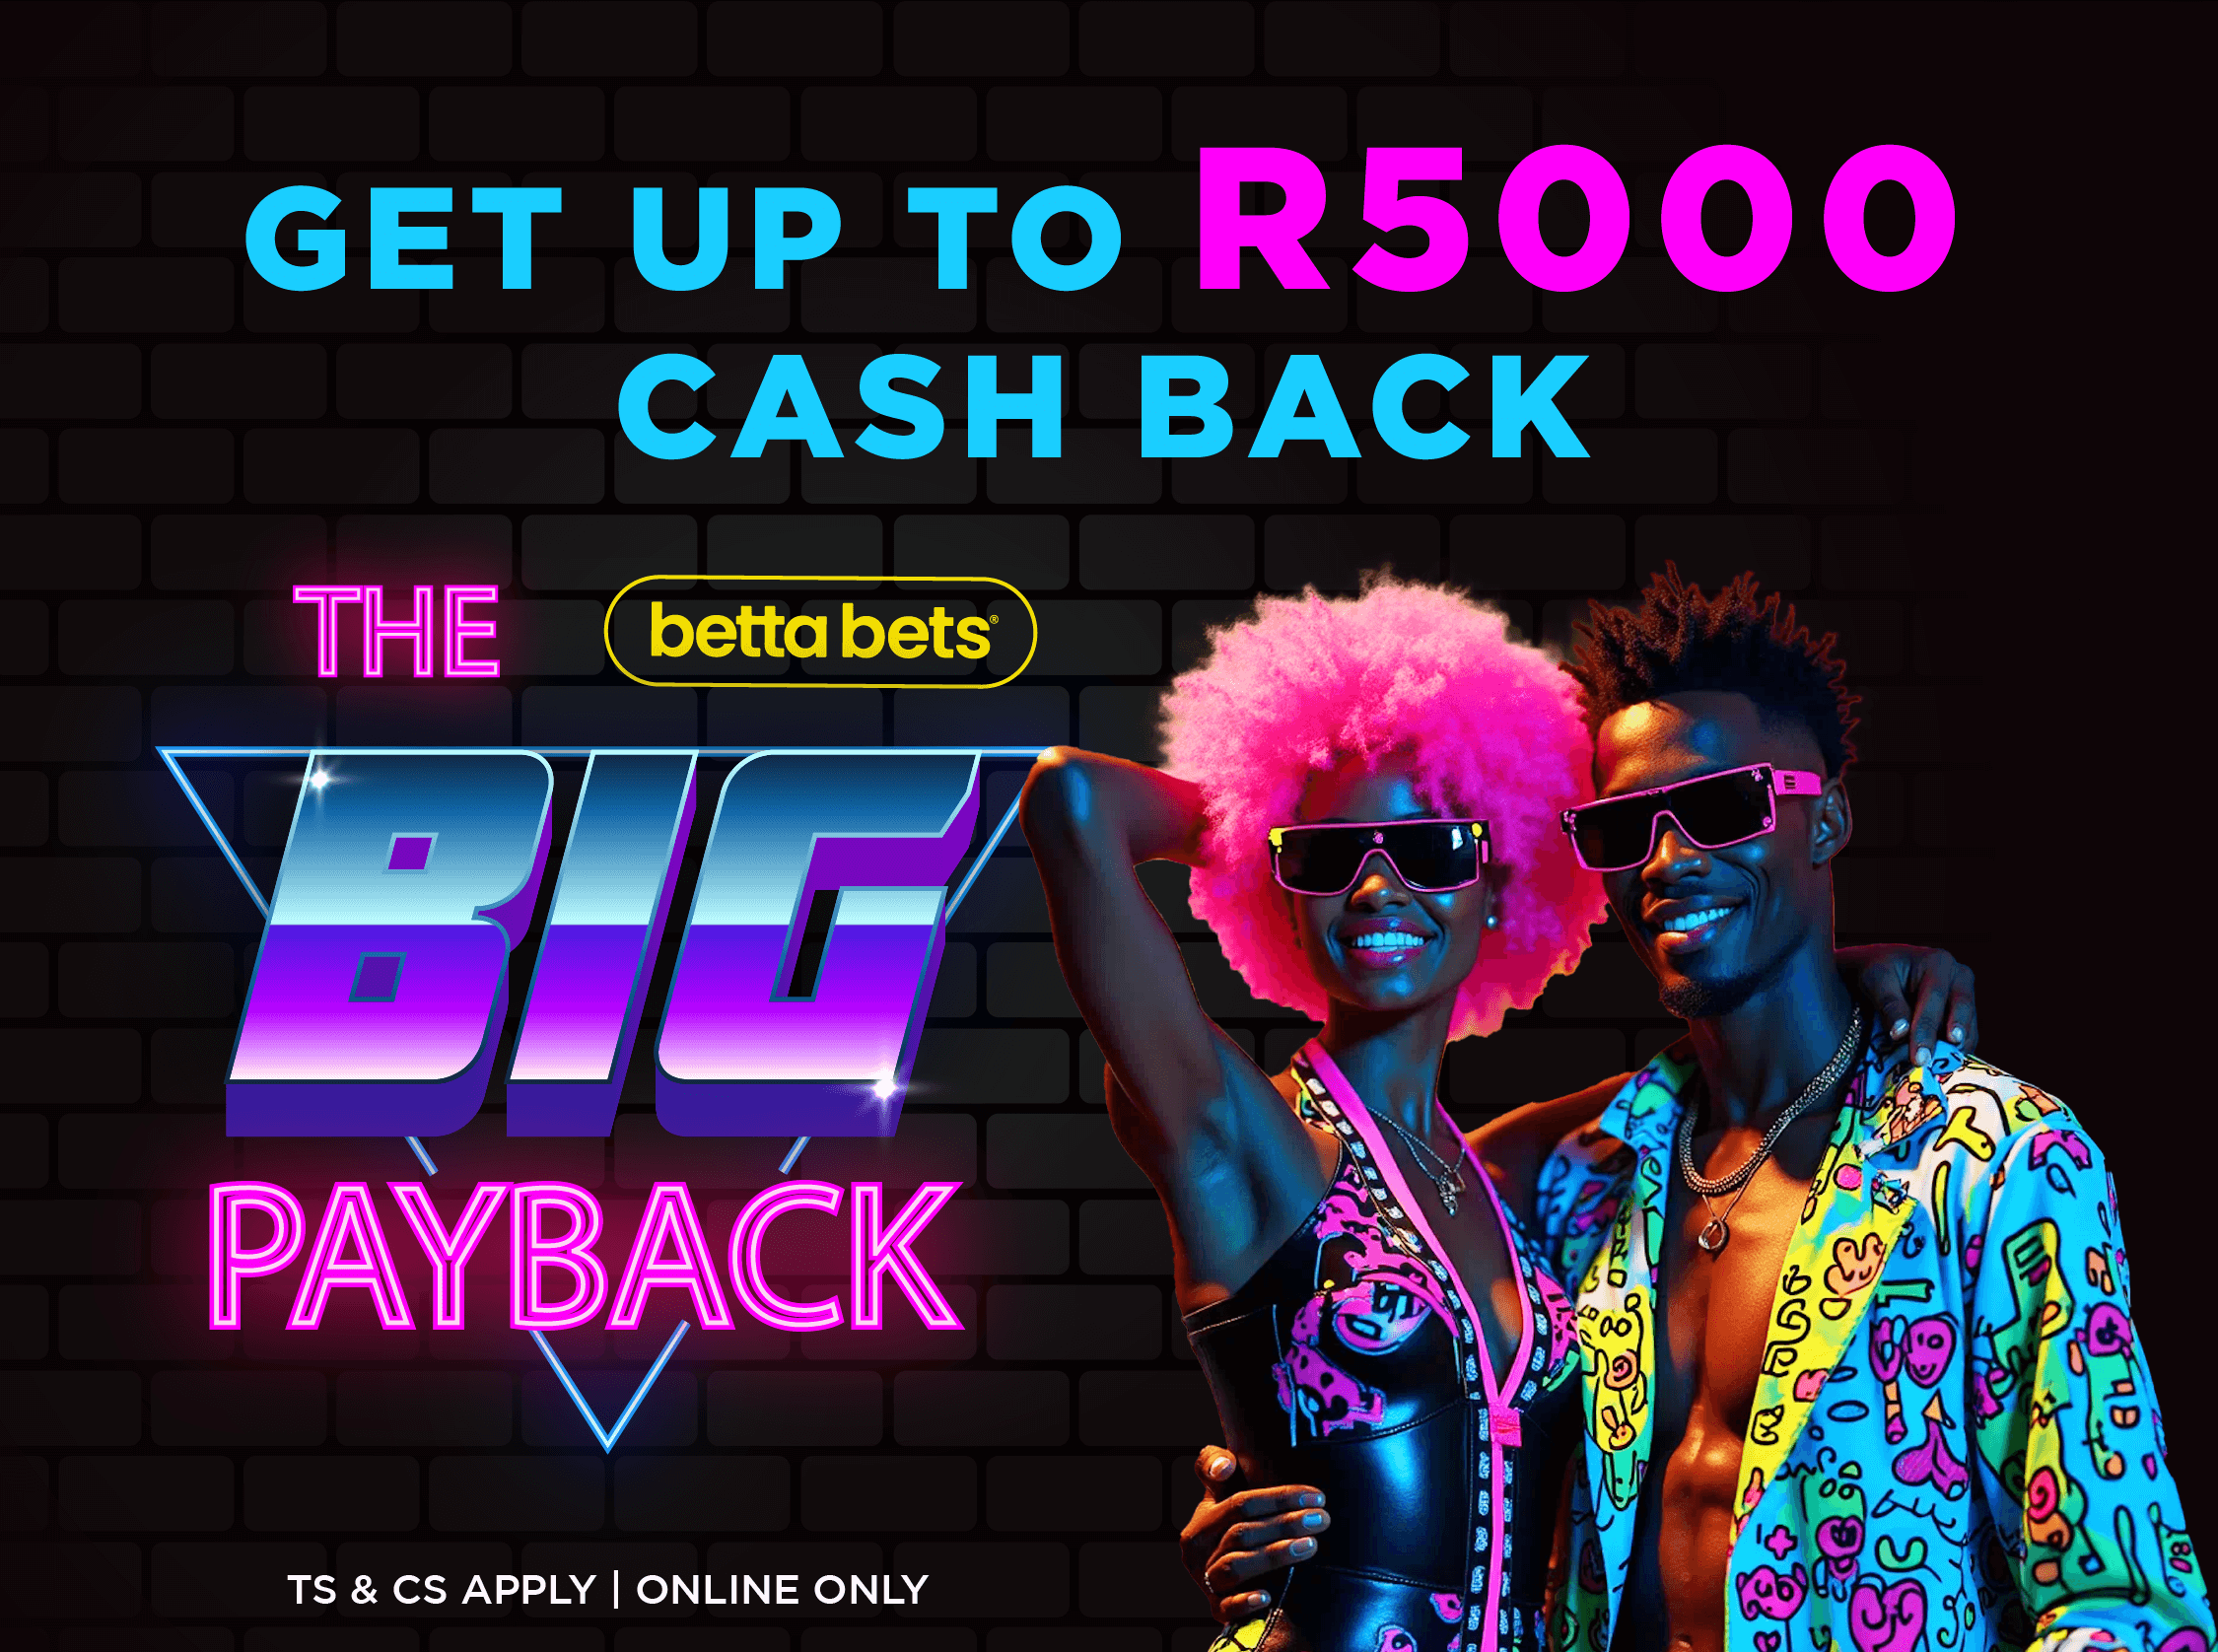 GET UP TO R5000
CASH BACK
THE betta bets®
BIG
PAYBACK
TS & CS APPLY | ONLINE ONLY